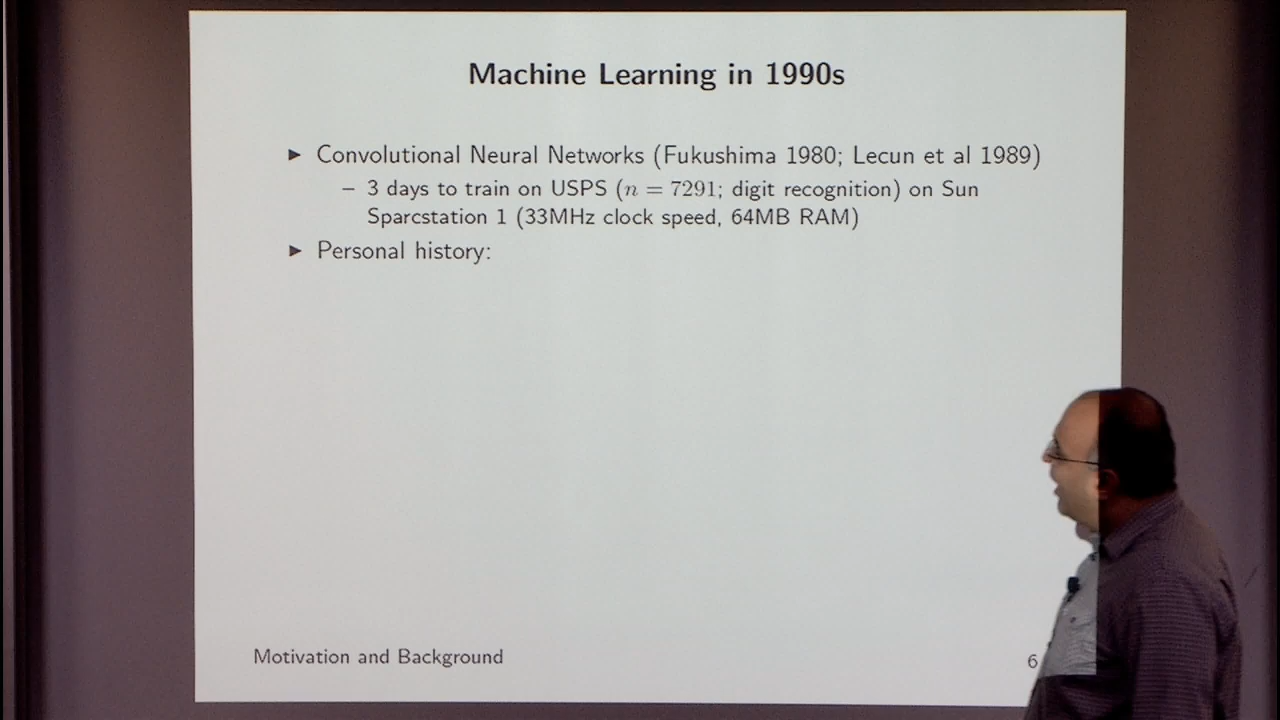 Machine Learning in 1990s
► Convolutional Neural Networks (Fukushima 1980; Lecun et al 1989)
– 3 days to train on USPS (n = 7291; digit recognition) on Sun
Sparcstation 1 (33MHz clock speed, 64MB RAM)
► Personal history:
Motivation and Background
6